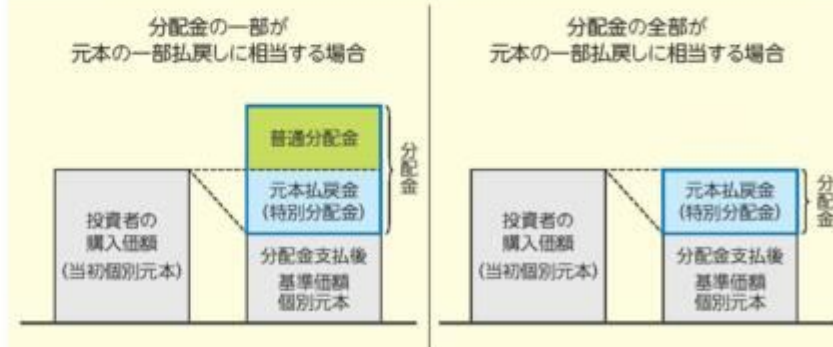 分配金の一部が
元本の一部払戻しに相当する場合
普通分配金
元本払戻金
(特別分配金)
分配金
投資者の
購入価額
(当初個別元本)
分配金支払後
基準価額
個別元本
分配金の全部が
元本の一部払戻しに相当する場合
元本払戻金
(特別分配金)
分配金
投資者の
購入価額
(当初個別元本)
分配金支払後
基準価額
個別元本